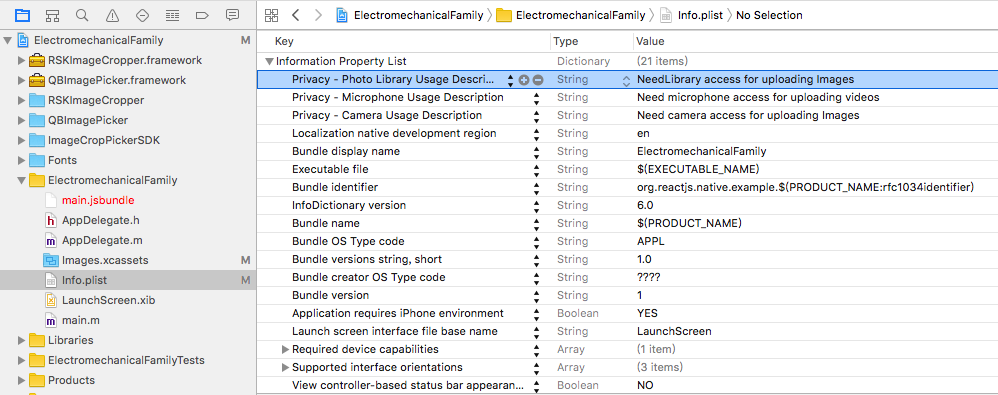 ElectromechanicalFamily ElectromechanicalFamily Info.plist No Selection
ElectromechanicalFamily M
RSKImageCropper.framework
QBImagePicker.framework
RSKImageCropper
QBImagePicker
ImageCropPickerSDK
Fonts
ElectromechanicalFamily
main.jsbundle
h AppDelegate.h
m AppDelegate.m
Images.xcassets M
Info.plist M
LaunchScreen.xib
m main.m
Libraries
ElectromechanicalFamilyTests
Products
Key Type Value
Information Property List Dictionary (21 items)
Privacy - Photo Library Usage Descri... String NeedLibrary access for uploading Images
Privacy - Microphone Usage Description String Need microphone access for uploading videos
Privacy - Camera Usage Description String Need camera access for uploading Images
Localization native development region String en
Bundle display name String ElectromechanicalFamily
Executable file String $(EXECUTABLE_NAME)
Bundle identifier String org.reactjs.native.example.$(PRODUCT_NAME:rfc1034identifier)
InfoDictionary version String 6.0
Bundle name String $(PRODUCT_NAME)
Bundle OS Type code String APPL
Bundle versions string, short String 1.0
Bundle creator OS Type code String ????
Bundle version String 1
Application requires iPhone environment Boolean YES
Launch screen interface file base name String LaunchScreen
Required device capabilities Array (1 item)
Supported interface orientations Array (3 items)
View controller-based status bar appearan... Boolean NO